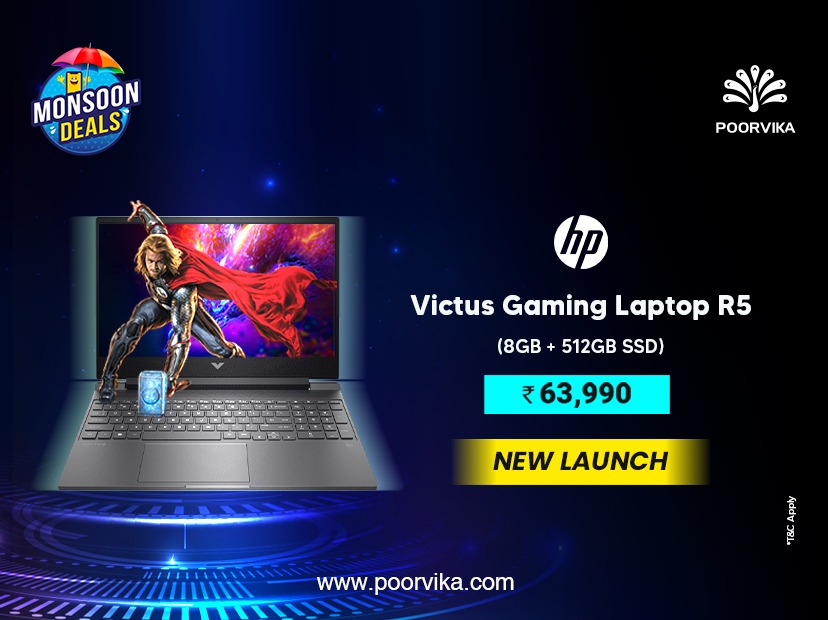 MONSOON
DEALS
POORVIKA
hp
Victus Gaming Laptop R5
(8GB + 512GB SSD)
₹ 63,990
NEW LAUNCH
*T&C Apply
www.poorvika.com